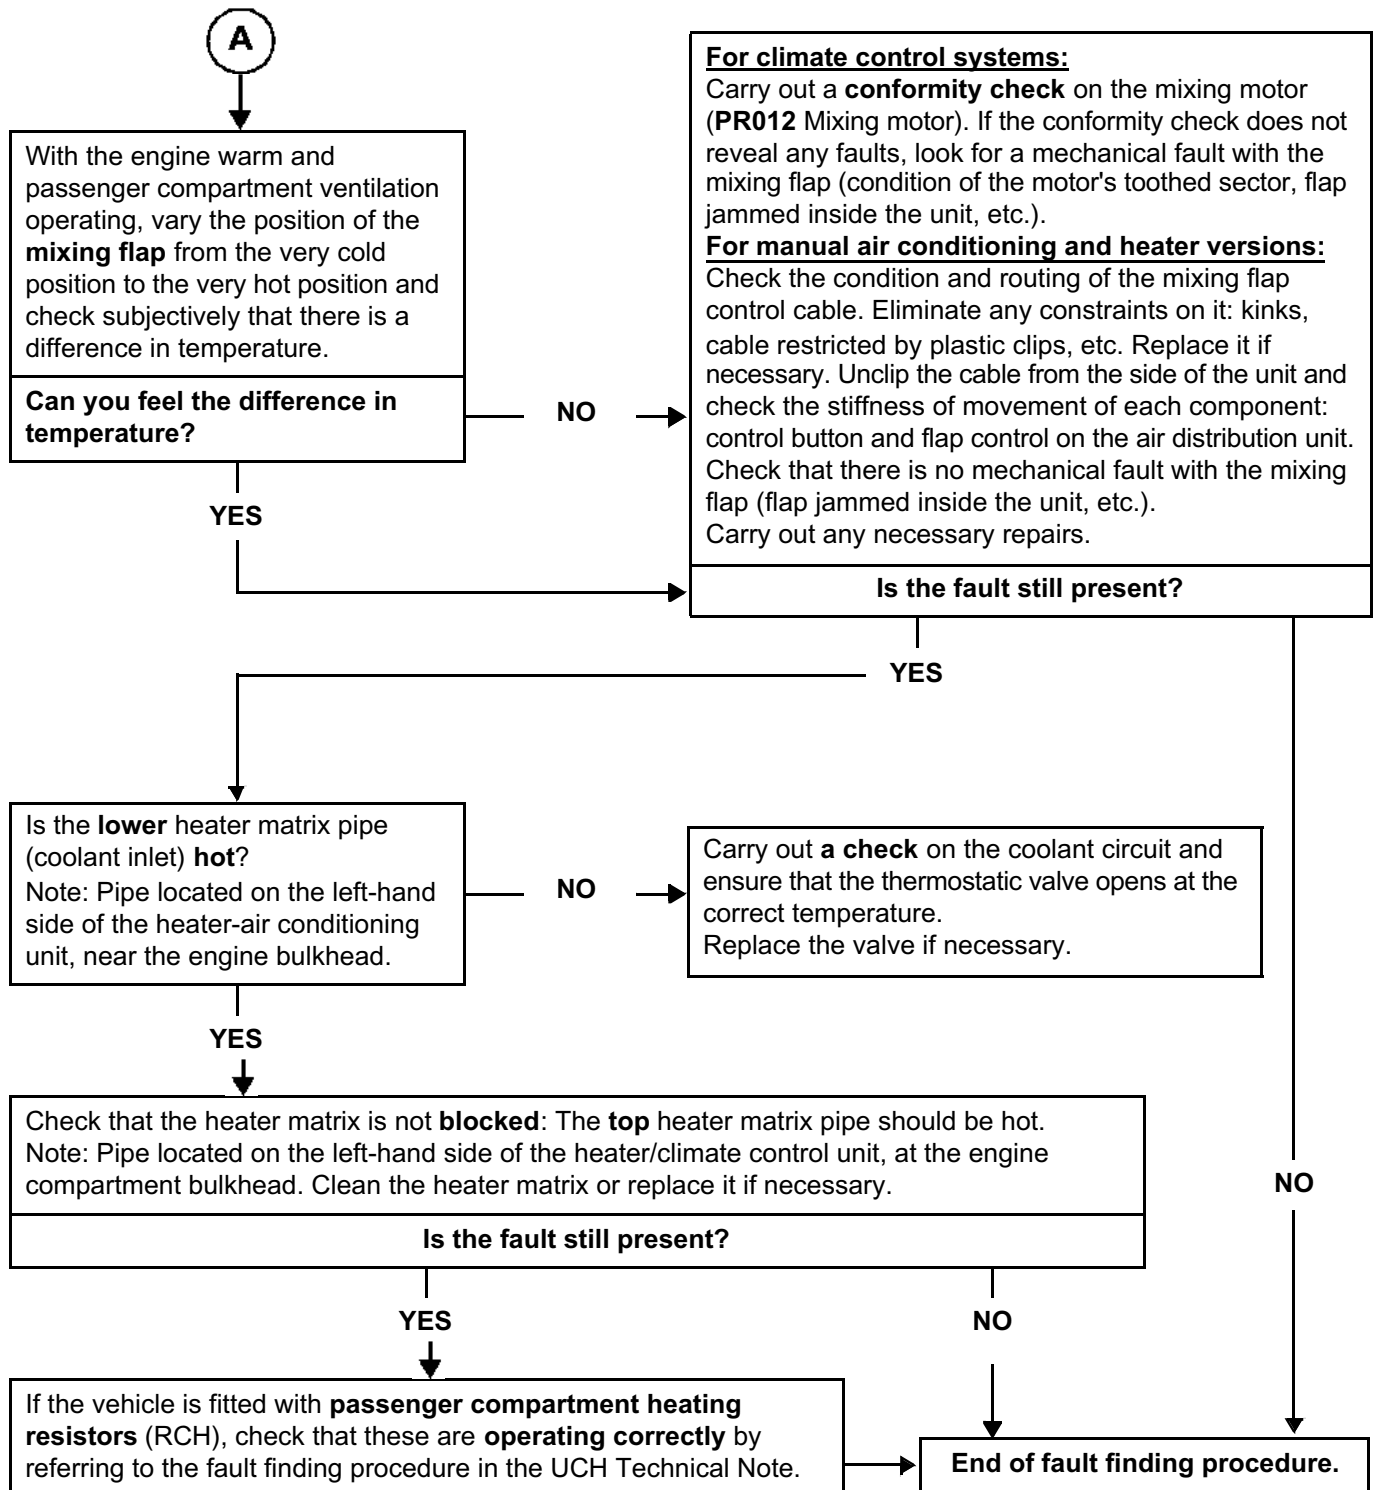 A
With the engine warm and
passenger compartment ventilation
operating, vary the position of the
mixing flap from the very cold
position to the very hot position and
check subjectively that there is a
difference in temperature.
Can you feel the difference in
temperature?
NO
YES
For climate control systems:
Carry out a conformity check on the mixing motor
(PR012 Mixing motor). If the conformity check does not
reveal any faults, look for a mechanical fault with the
mixing flap (condition of the motor's toothed sector, flap
jammed inside the unit, etc.).
For manual air conditioning and heater versions:
Check the condition and routing of the mixing flap
control cable. Eliminate any constraints on it: kinks,
cable restricted by plastic clips, etc. Replace it if
necessary. Unclip the cable from the side of the unit and
check the stiffness of movement of each component:
control button and flap control on the air distribution unit.
Check that there is no mechanical fault with the mixing
flap (flap jammed inside the unit, etc.).
Carry out any necessary repairs.
Is the fault still present?
YES
Is the lower heater matrix pipe
(coolant inlet) hot?
Note: Pipe located on the left-hand
side of the heater-air conditioning
unit, near the engine bulkhead.
NO
Carry out a check on the coolant circuit and
ensure that the thermostatic valve opens at the
correct temperature.
Replace the valve if necessary.
YES
Check that the heater matrix is not blocked: The top heater matrix pipe should be hot.
Note: Pipe located on the left-hand side of the heater/climate control unit, at the engine
compartment bulkhead. Clean the heater matrix or replace it if necessary.
Is the fault still present?
NO
YES
NO
If the vehicle is fitted with passenger compartment heating
resistors (RCH), check that these are operating correctly by
referring to the fault finding procedure in the UCH Technical Note.
End of fault finding procedure.